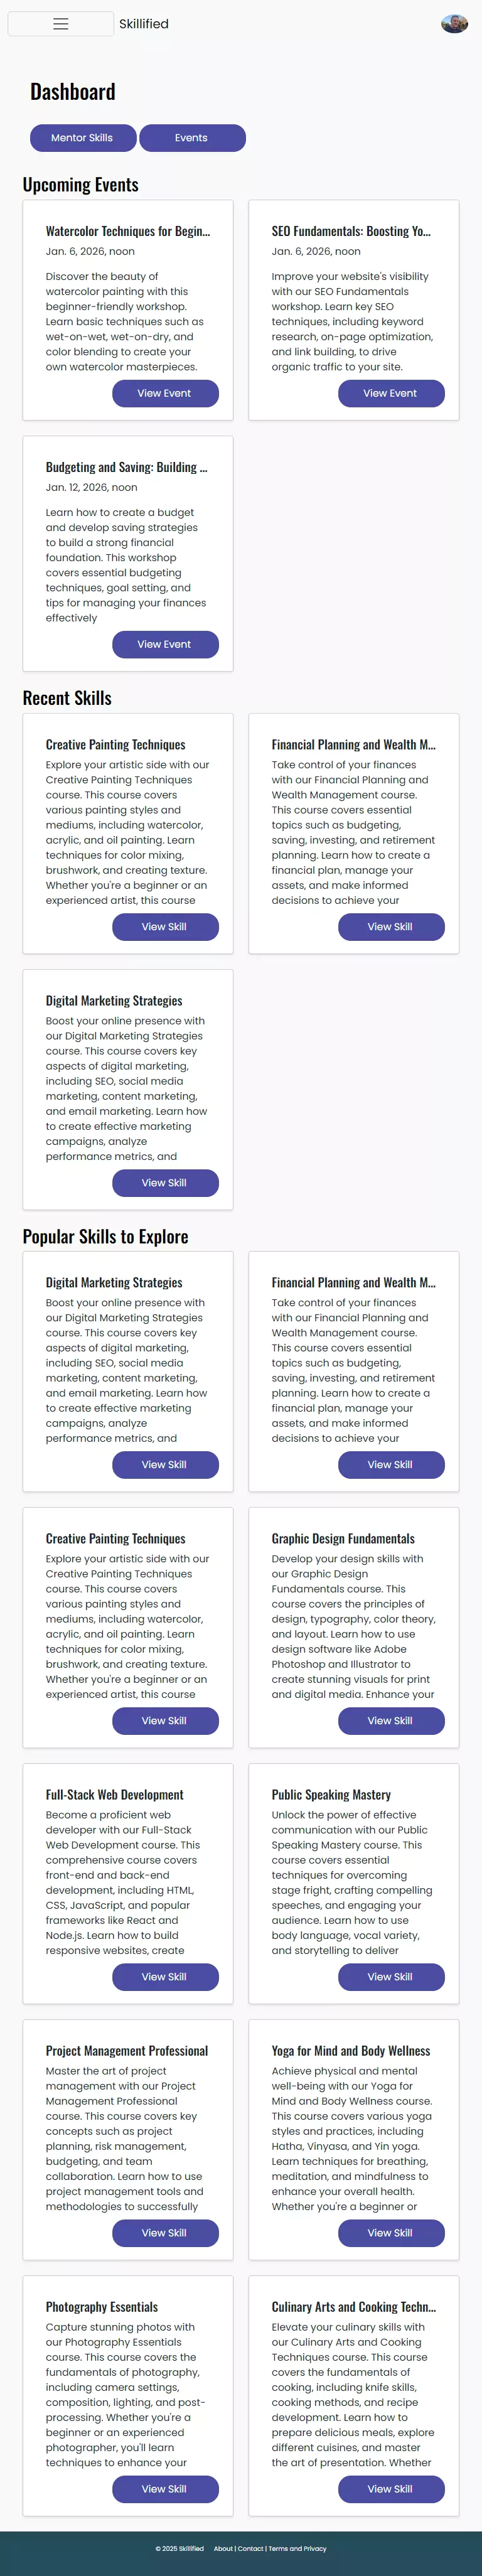 Skillified
Dashboard
Mentor Skills
Events
Upcoming Events
Watercolor Techniques for Begin...
Jan. 6, 2026, noon
Discover the beauty of
watercolor painting with this
beginner-friendly workshop.
Learn basic techniques such as
wet-on-wet, wet-on-dry, and
color blending to create your
own watercolor masterpieces.
View Event
SEO Fundamentals: Boosting Yo...
Jan. 6, 2026, noon
Improve your website's visibility
with our SEO Fundamentals
workshop. Learn key SEO
techniques, including keyword
research, on-page optimization,
and link building, to drive
organic traffic to your site.
View Event
Budgeting and Saving: Building ...
Jan. 12, 2026, noon
Learn how to create a budget
and develop saving strategies
to build a strong financial
foundation. This workshop
covers essential budgeting
techniques, goal setting, and
tips for managing your finances
effectively
View Event
Recent Skills
Creative Painting Techniques
Explore your artistic side with our
Creative Painting Techniques
course. This course covers
various painting styles and
mediums, including watercolor,
acrylic, and oil painting. Learn
techniques for color mixing,
brushwork, and creating texture.
Whether you're a beginner or an
experienced artist, this course
View Skill
Financial Planning and Wealth M...
Take control of your finances
with our Financial Planning and
Wealth Management course.
This course covers essential
topics such as budgeting,
saving, investing, and retirement
planning. Learn how to create a
financial plan, manage your
assets, and make informed
decisions to achieve your
View Skill
Digital Marketing Strategies
Boost your online presence with
our Digital Marketing Strategies
course. This course covers key
aspects of digital marketing,
including SEO, social media
marketing, content marketing,
and email marketing. Learn how
to create effective marketing
campaigns, analyze
performance metrics, and
View Skill
Popular Skills to Explore
Digital Marketing Strategies
Boost your online presence with
our Digital Marketing Strategies
course. This course covers key
aspects of digital marketing,
including SEO, social media
marketing, content marketing,
and email marketing. Learn how
to create effective marketing
campaigns, analyze
performance metrics, and
View Skill
Financial Planning and Wealth M...
Take control of your finances
with our Financial Planning and
Wealth Management course.
This course covers essential
topics such as budgeting,
saving, investing, and retirement
planning. Learn how to create a
financial plan, manage your
assets, and make informed
decisions to achieve your
View Skill
Creative Painting Techniques
Explore your artistic side with our
Creative Painting Techniques
course. This course covers
various painting styles and
mediums, including watercolor,
acrylic, and oil painting. Learn
techniques for color mixing,
brushwork, and creating texture.
Whether you're a beginner or an
experienced artist, this course
View Skill
Graphic Design Fundamentals
Develop your design skills with
our Graphic Design
Fundamentals course. This
course covers the principles of
design, typography, color theory,
and layout. Learn how to use
design software like Adobe
Photoshop and Illustrator to
create stunning visuals for print
and digital media. Enhance your
View Skill
Full-Stack Web Development
Become a proficient web
developer with our Full-Stack
Web Development course. This
comprehensive course covers
front-end and back-end
development, including HTML,
CSS, JavaScript, and popular
frameworks like React and
Node.js. Learn how to build
responsive websites, create
View Skill
Public Speaking Mastery
Unlock the power of effective
communication with our Public
Speaking Mastery course. This
course covers essential
techniques for overcoming
stage fright, crafting compelling
speeches, and engaging your
audience. Learn how to use
body language, vocal variety,
and storytelling to deliver
View Skill
Project Management Professional
Master the art of project
management with our Project
Management Professional
course. This course covers key
concepts such as project
planning, risk management,
budgeting, and team
collaboration. Learn how to use
project management tools and
methodologies to successfully
View Skill
Yoga for Mind and Body Wellness
Achieve physical and mental
well-being with our Yoga for
Mind and Body Wellness course.
This course covers various yoga
styles and practices, including
Hatha, Vinyasa, and Yin yoga.
Learn techniques for breathing,
meditation, and mindfulness to
enhance your overall health.
Whether you're a beginner or
View Skill
Photography Essentials
Capture stunning photos with
our Photography Essentials
course. This course covers the
fundamentals of photography,
including camera settings,
composition, lighting, and post-
processing. Whether you're a
beginner or an experienced
photographer, you'll learn
techniques to enhance your
View Skill
Culinary Arts and Cooking Techn...
Elevate your culinary skills with
our Culinary Arts and Cooking
Techniques course. This course
covers the fundamentals of
cooking, including knife skills,
cooking methods, and recipe
development. Learn how to
prepare delicious meals, explore
different cuisines, and master
the art of presentation. Whether
View Skill
© 2025 Skillified About | Contact | Terms and Privacy